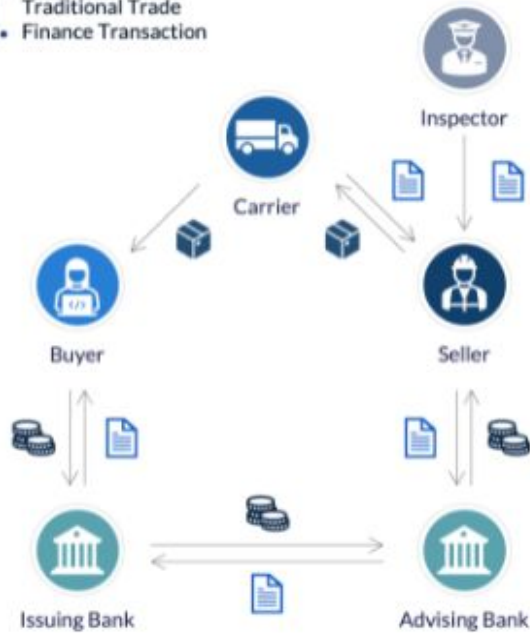 Traditional Trade
• Finance Transaction
Inspector
Carrier
Buyer
Seller
Issuing Bank
Advising Bank